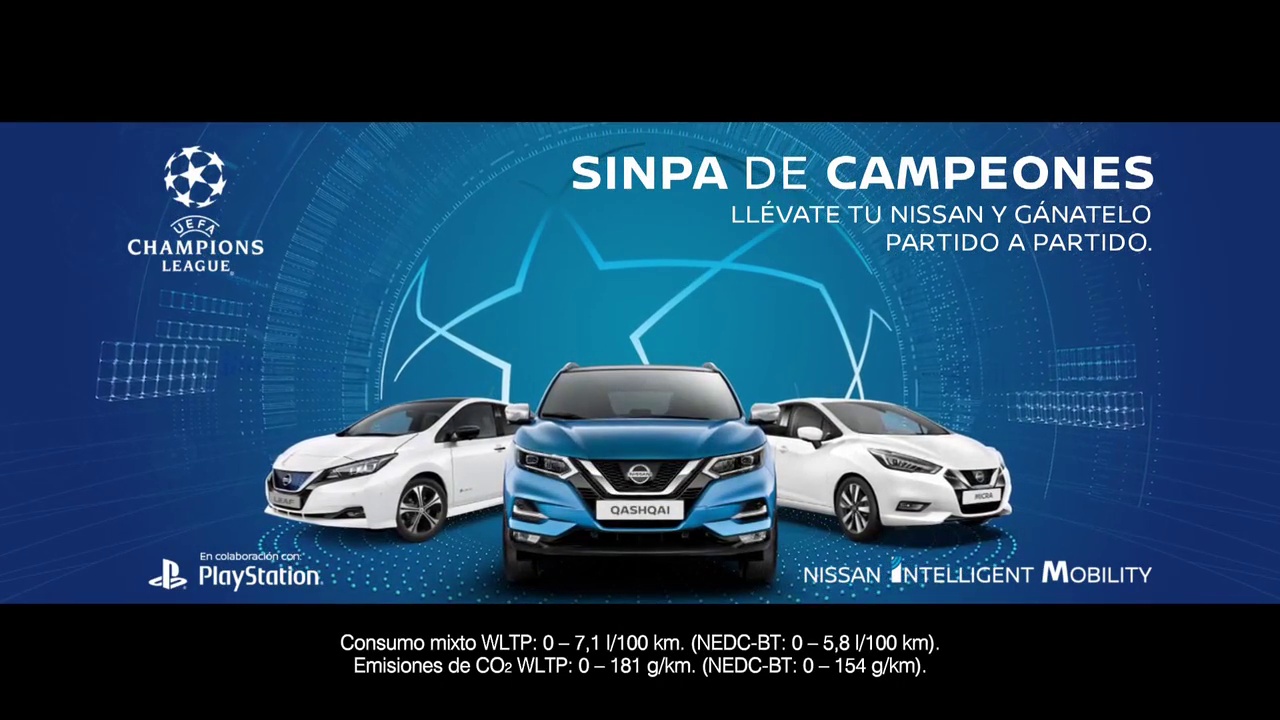 UEFA
CHAMPIONS
LEAGUE
SINPA DE CAMPEONES
LLÉVATE TU NISSAN Y GÁNATELO
PARTIDO A PARTIDO.
LEAF
NISSAN
QASHQAI
MICRA
En colaboración con:
PlayStation
NISSAN INTELLIGENT MOBILITY
Consumo mixto WLTP: 0 – 7,1 l/100 km. (NEDC-BT: 0 – 5,8 l/100 km).
Emisiones de CO2 WLTP: 0 – 181 g/km. (NEDC-BT: 0 – 154 g/km).